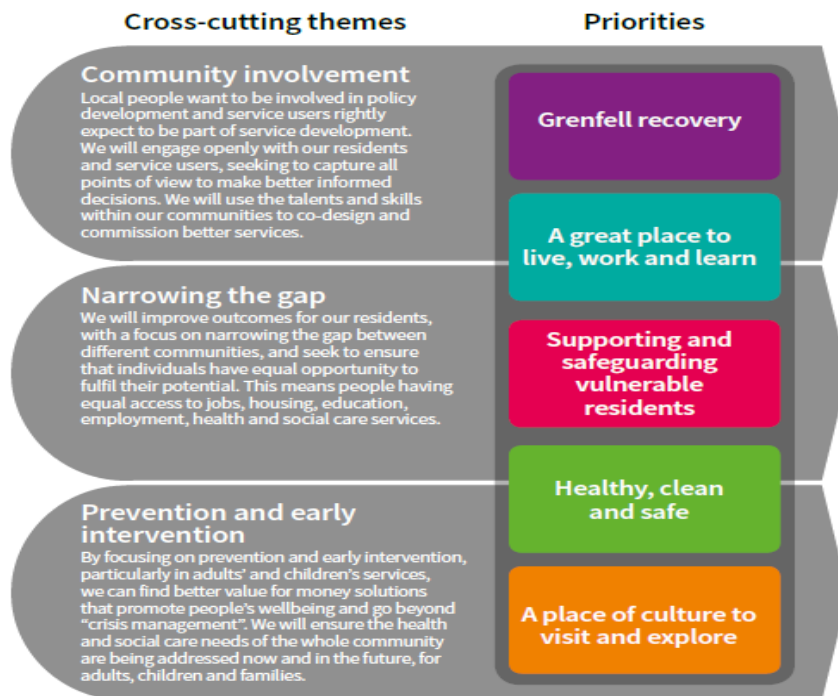 Cross-cutting themes
Priorities
Community involvement
Local people want to be involved in policy
development and service users rightly
expect to be part of service development.
We will engage openly with our residents
and service users, seeking to capture all
points of view to make better informed
decisions. We will use the talents and skills
within our communities to co-design and
commission better services.
Narrowing the gap
We will improve outcomes for our residents,
with a focus on narrowing the gap between
different communities, and seek to ensure
that individuals have equal opportunity to
fulfil their potential. This means people having
equal access to jobs, housing, education,
employment, health and social care services.
Prevention and early
intervention
By focusing on prevention and early intervention,
particularly in adults’ and children’s services,
we can find better value for money solutions
that promote people’s wellbeing and go beyond
“crisis management”. We will ensure the health
and social care needs of the whole community
are being addressed now and in the future, for
adults, children and families.
Grenfell recovery
A great place to
live, work and learn
Supporting and
safeguarding
vulnerable
residents
Healthy, clean
and safe
A place of culture to
visit and explore